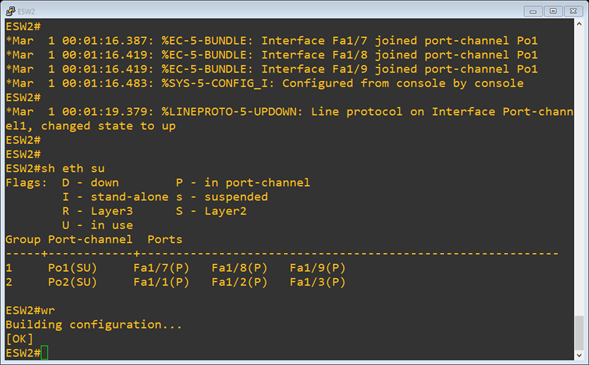 ESW2
ESW2#
*Mar  1 00:01:16.387: %EC-5-BUNDLE: Interface Fa1/7 joined port-channel Po1
*Mar  1 00:01:16.419: %EC-5-BUNDLE: Interface Fa1/8 joined port-channel Po1
*Mar  1 00:01:16.419: %EC-5-BUNDLE: Interface Fa1/9 joined port-channel Po1
*Mar  1 00:01:16.483: %SYS-5-CONFIG_I: Configured from console by console
ESW2#
*Mar  1 00:01:19.379: %LINEPROTO-5-UPDOWN: Line protocol on Interface Port-chann
el1, changed state to up
ESW2#
ESW2#
ESW2#sh eth su
Flags:  D - down        P - in port-channel
        I - stand-alone s - suspended
        R - Layer3      S - Layer2
        U - in use
Group Port-channel  Ports
-----+------------+-----------------------------------------------------------
1     Po1(SU)     Fa1/7(P)   Fa1/8(P)   Fa1/9(P)
2     Po2(SU)     Fa1/1(P)   Fa1/2(P)   Fa1/3(P)
ESW2#wr
Building configuration...
[OK]
ESW2#